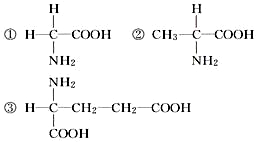 H H
① H—C—COOH ② CH₃—C—COOH
NH₂ NH₂
NH₂
③ H—C—CH₂—CH₂—COOH
COOH